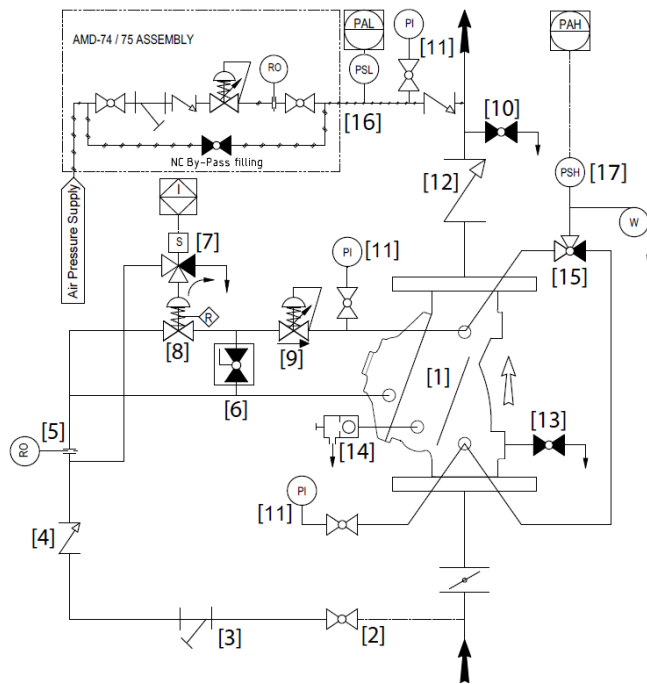 AMD-74 / 75 ASSEMBLY
PAL
PI
[11]
PAH
RO
PSL
[16]
[10]
NC By-Pass filling
[12]
PSH
[17]
Air Pressure Supply
I
S
[7]
W
PI
[11]
[15]
R
[8]
[9]
[1]
[6]
[5]
RO
[14]
[13]
PI
[11]
[4]
[3]
[2]